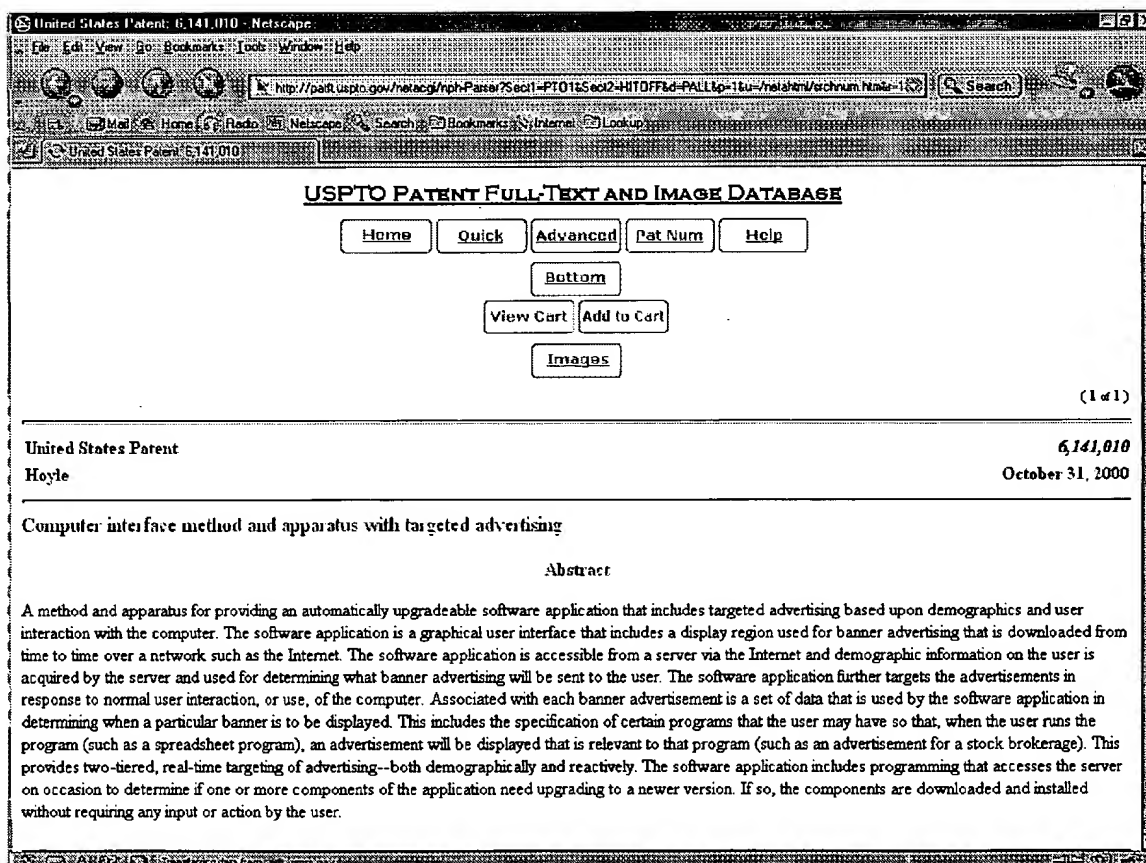 United States Patent: 6,141,010 - Netscape
File Edit View Go Bookmarks Tools Window Help
http://patft.uspto.gov/netacgi/nph-Parser?Sect1=PTO1&Sect2=HITOFF&d=PALL&p=1&u=/netahtml/srchnum.htm&r=1 Search
Mail Home Radio Netscape Search Bookmarks Internet Lookup
United States Patent: 6,141,010
USPTO PATENT FULL-TEXT AND IMAGE DATABASE
Home Quick Advanced Pat Num Help
Bottom
View Cart Add to Cart
Images
(1 of 1)
United States Patent 6,141,010
Hoyle October 31, 2000
Computer interface method and apparatus with targeted advertising
Abstract
A method and apparatus for providing an automatically upgradeable software application that includes targeted advertising based upon demographics and user
interaction with the computer. The software application is a graphical user interface that includes a display region used for banner advertising that is downloaded from
time to time over a network such as the Internet. The software application is accessible from a server via the Internet and demographic information on the user is
acquired by the server and used for determining what banner advertising will be sent to the user. The software application further targets the advertisements in
response to normal user interaction, or use, of the computer. Associated with each banner advertisement is a set of data that is used by the software application in
determining when a particular banner is to be displayed. This includes the specification of certain programs that the user may have so that, when the user runs the
program (such as a spreadsheet program), an advertisement will be displayed that is relevant to that program (such as an advertisement for a stock brokerage). This
provides two-tiered, real-time targeting of advertising--both demographically and reactively. The software application includes programming that accesses the server
on occasion to determine if one or more components of the application need upgrading to a newer version. If so, the components are downloaded and installed
without requiring any input or action by the user.